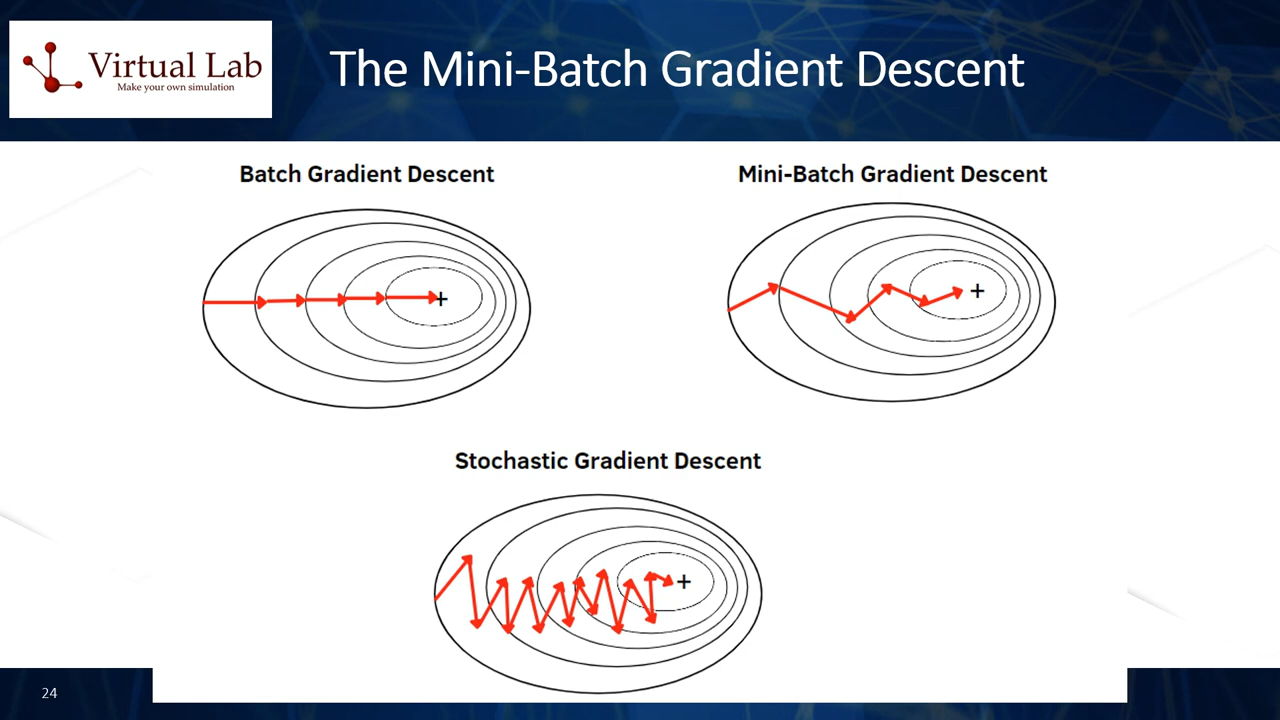 Virtual Lab
Make your own simulation
The Mini-Batch Gradient Descent
Batch Gradient Descent
Mini-Batch Gradient Descent
+
+
Stochastic Gradient Descent
+
24